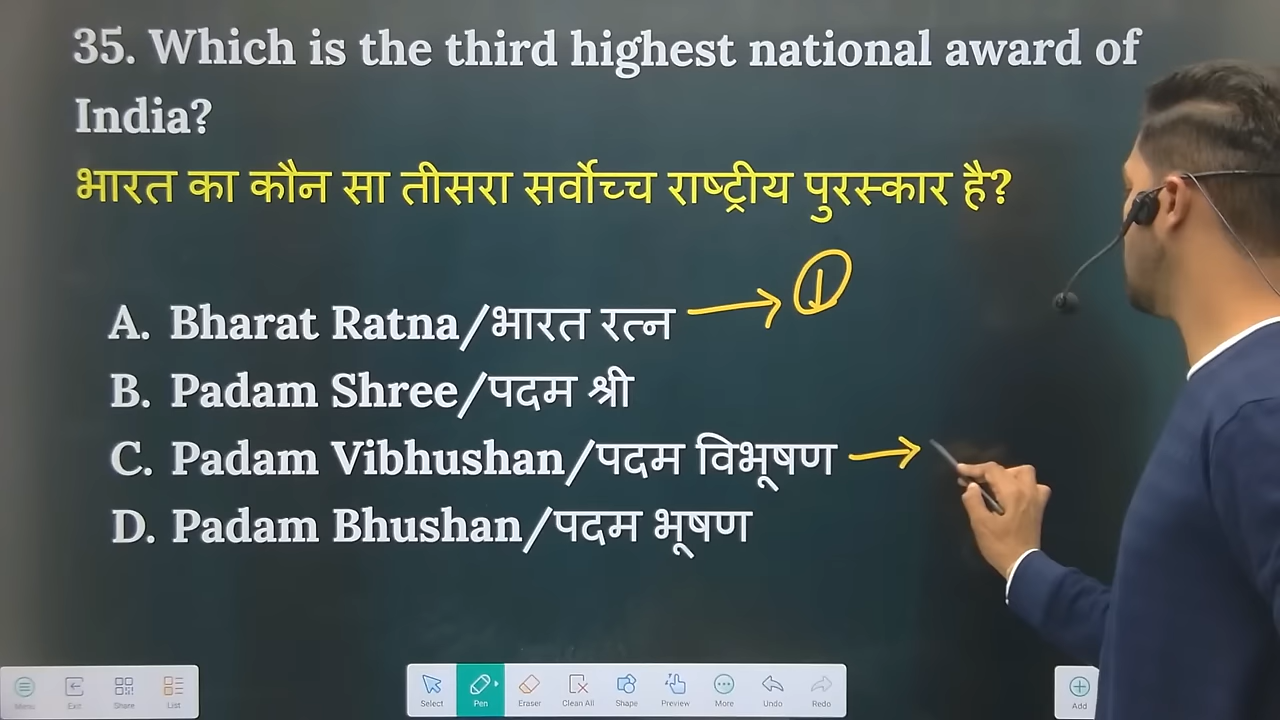 35. Which is the third highest national award of
India?
भारत का कौन सा तीसरा सर्वोच्च राष्ट्रीय पुरस्कार है?
A. Bharat Ratna/भारत रत्न → 1
B. Padam Shree/पदम श्री
C. Padam Vibhushan/पदम विभूषण →
D. Padam Bhushan/पदम भूषण
Menu Exit Share List Select Pen Eraser Clean All Shape Preview More Undo Redo Add